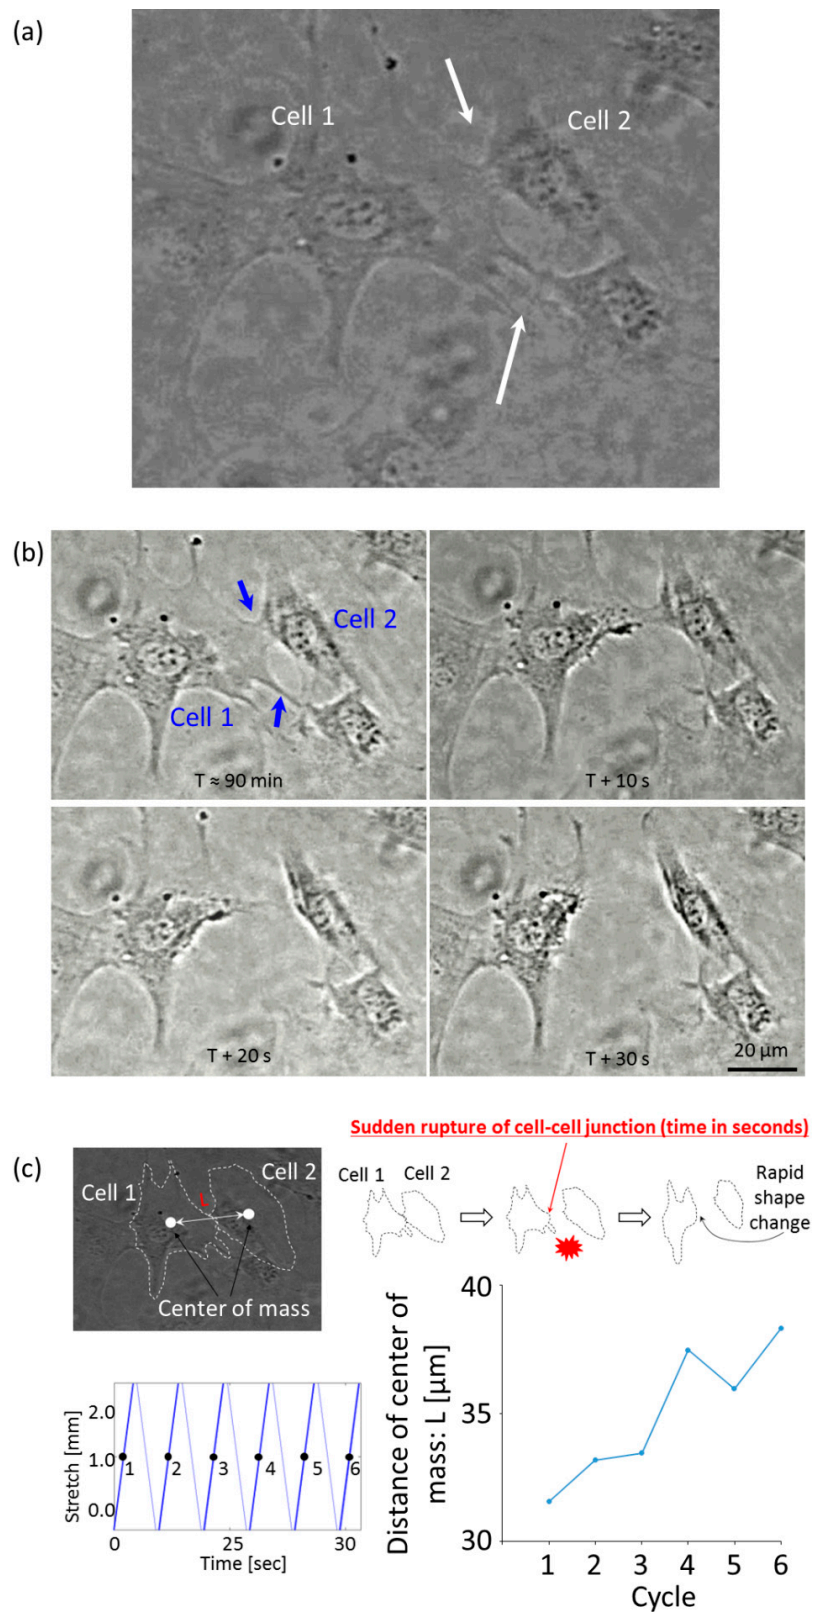 (a)
Cell 1
Cell 2
(b)
Cell 2
Cell 1
T ≈ 90 min
T + 10 s
T + 20 s
T + 30 s
20 µm
Sudden rupture of cell-cell junction (time in seconds)
(c)
Cell 1
Cell 2
L
Center of mass
Cell 1
Cell 2
Rapid
shape
change
Stretch [mm]
2.0
1.0
0.0
1
2
3
4
5
6
0
25
30
Time [sec]
Distance of center of
mass: L [µm]
40
35
30
1
2
3
4
5
6
Cycle